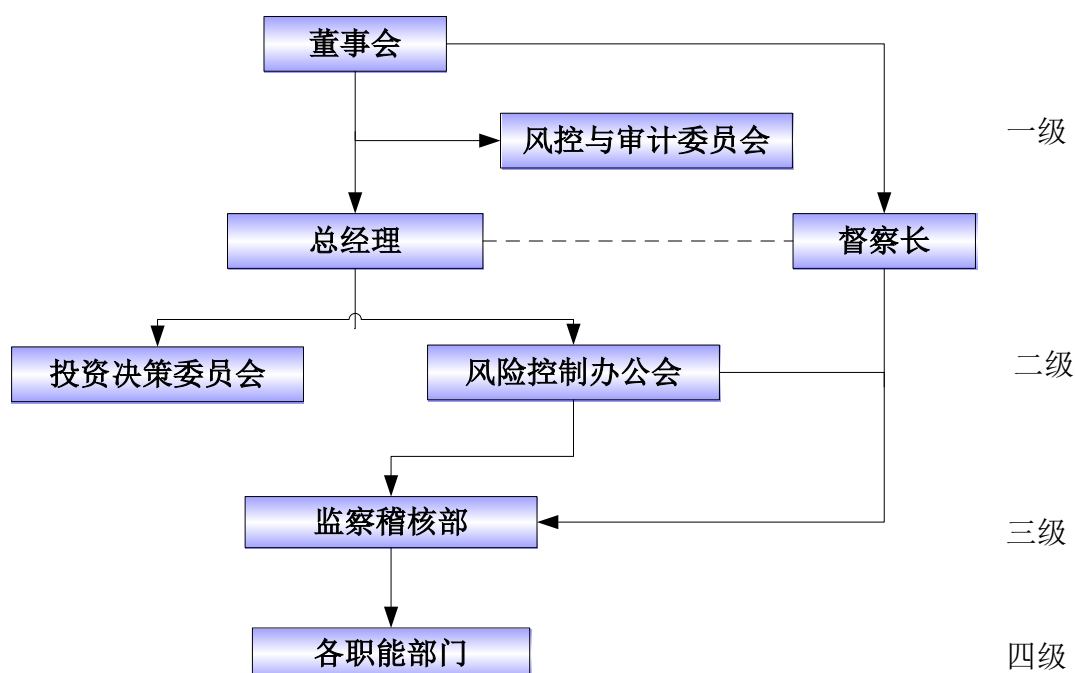 董事会
风控与审计委员会
一级
总经理
督察长
投资决策委员会
风险控制办公会
二级
监察稽核部
三级
各职能部门
四级